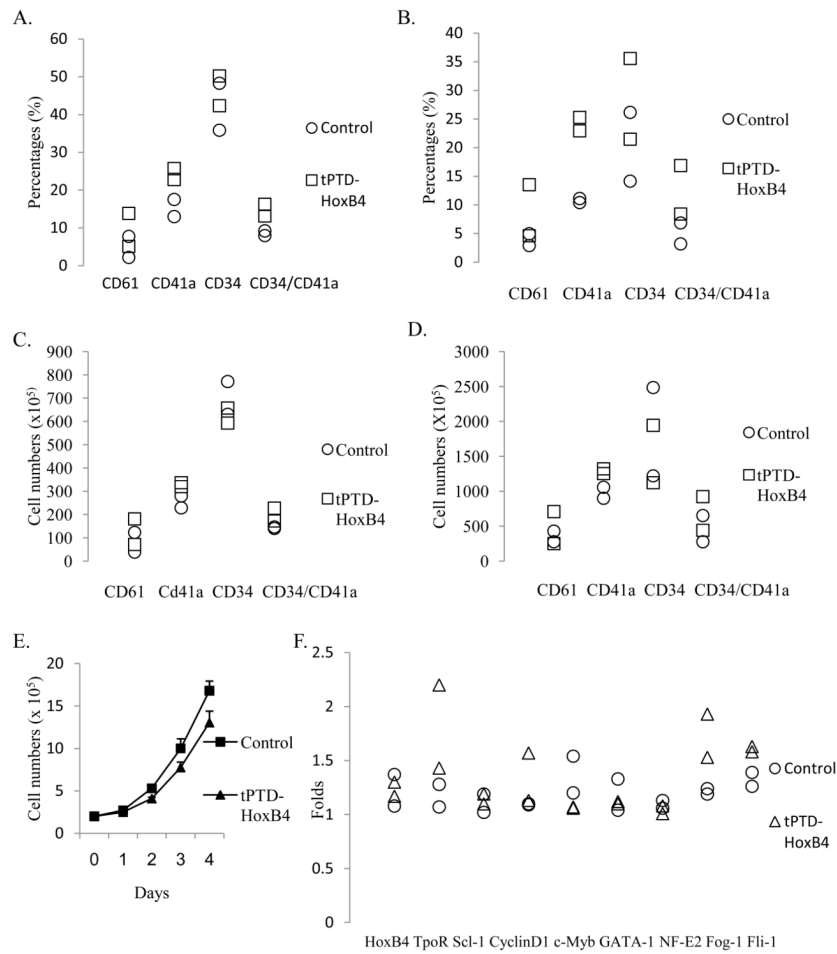 A.
60
50
40
30
20
10
0
Percentages (%)
CD61 CD41a CD34 CD34/CD41a
Control
tPTD-
HoxB4
B.
40
35
30
25
20
15
10
5
0
Percentages (%)
CD61 CD41a CD34 CD34/CD41a
Control
tPTD-
HoxB4
C.
900
800
700
600
500
400
300
200
100
0
Cell numbers (x10⁵)
CD61 Cd41a CD34 CD34/CD41a
Control
tPTD-
HoxB4
D.
3000
2500
2000
1500
1000
500
0
Cell numbers (X10⁵)
CD61 CD41a CD34 CD34/CD41a
Control
tPTD-
HoxB4
E.
20
15
10
5
0
Cell numbers (x 10⁵)
0 1 2 3 4
Days
Control
tPTD-
HoxB4
F.
2.5
2
1.5
1
0.5
0
Folds
HoxB4 TpoR Scl-1 CyclinD1 c-Myb GATA-1 NF-E2 Fog-1 Fli-1
Control
tPTD-
HoxB4